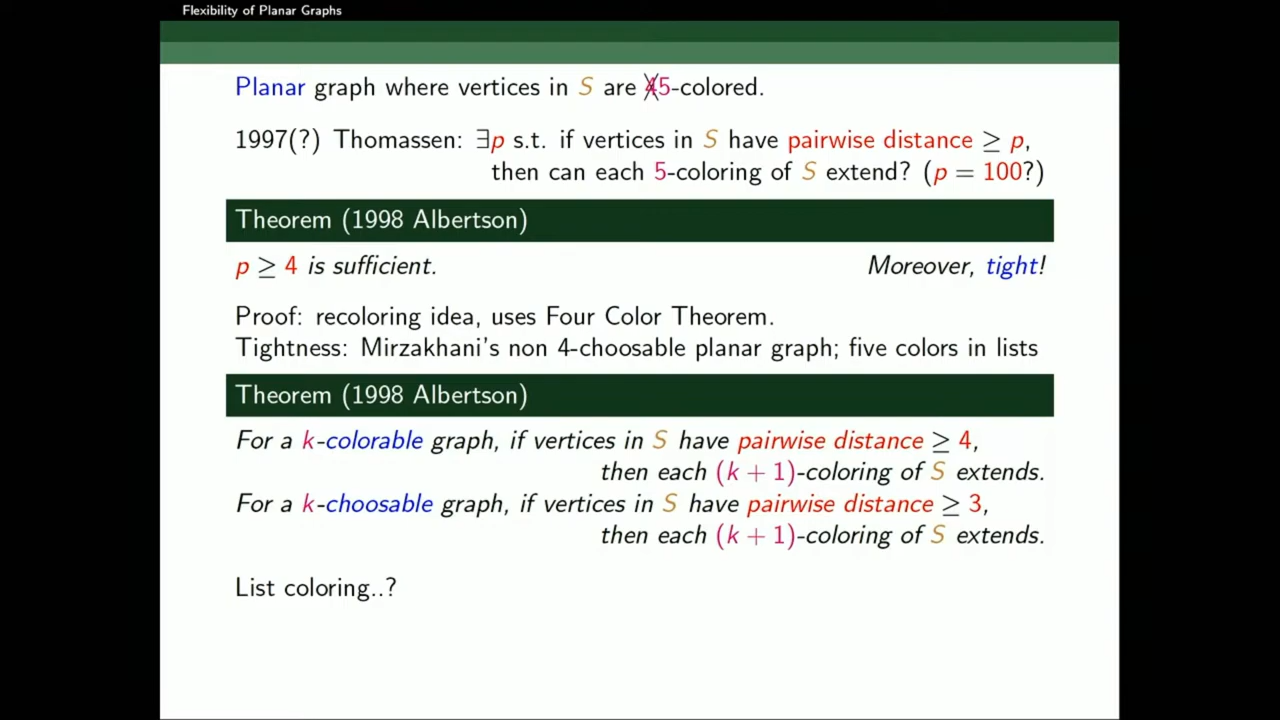 Flexibility of Planar Graphs
Planar graph where vertices in S are 45-colored.
1997(?) Thomassen: ∃p s.t. if vertices in S have pairwise distance ≥ p,
then can each 5-coloring of S extend? (p = 100?)
Theorem (1998 Albertson)
p ≥ 4 is sufficient. Moreover, tight!
Proof: recoloring idea, uses Four Color Theorem.
Tightness: Mirzakhani's non 4-choosable planar graph; five colors in lists
Theorem (1998 Albertson)
For a k-colorable graph, if vertices in S have pairwise distance ≥ 4,
then each (k + 1)-coloring of S extends.
For a k-choosable graph, if vertices in S have pairwise distance ≥ 3,
then each (k + 1)-coloring of S extends.
List coloring..?